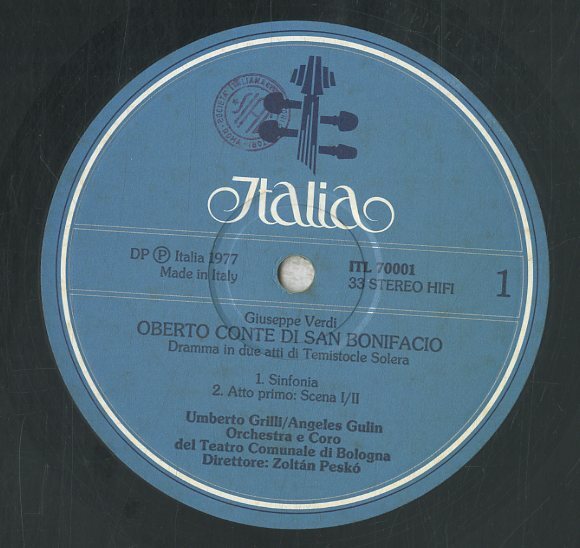 Italia
DP Ⓟ Italia 1977
Made in Italy
ITL 70001
33 STEREO HIFI
1
Giuseppe Verdi
OBERTO CONTE DI SAN BONIFACIO
Dramma in due atti di Temistocle Solera
1. Sinfonia
2. Atto primo: Scena I/II
Umberto Grilli/Angeles Gulin
Orchestra e Coro
del Teatro Comunale di Bologna
Direttore: Zoltán Peskó